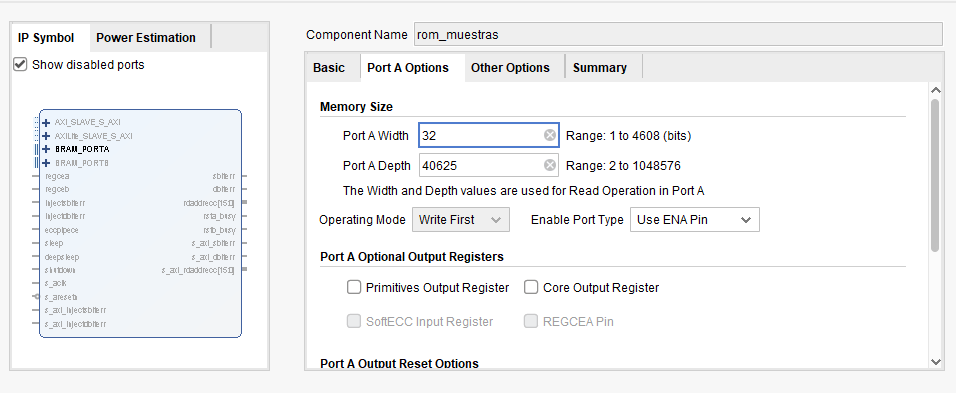 IP Symbol
Power Estimation
Show disabled ports
AXI_SLAVE_S_AXI
AXILite_SLAVE_S_AXI
BRAM_PORTA
BRAM_PORTB
regcea
regceb
injectsbiterr
injectdbiterr
eccpipece
sleep
deepsleep
shutdown
s_aclk
s_aresetn
s_axi_injectsbiterr
s_axi_injectdbiterr
sbiterr
dbiterr
rdaddrecc[15:0]
rsta_busy
rstb_busy
s_axi_sbiterr
s_axi_dbiterr
s_axi_rdaddrecc[15:0]
Component Name rom_muestras
Basic
Port A Options
Other Options
Summary
Memory Size
Port A Width 32 Range: 1 to 4608 (bits)
Port A Depth 40625 Range: 2 to 1048576
The Width and Depth values are used for Read Operation in Port A
Operating Mode Write First Enable Port Type Use ENA Pin
Port A Optional Output Registers
Primitives Output Register Core Output Register
SoftECC Input Register REGCEA Pin
Port A Output Reset Options